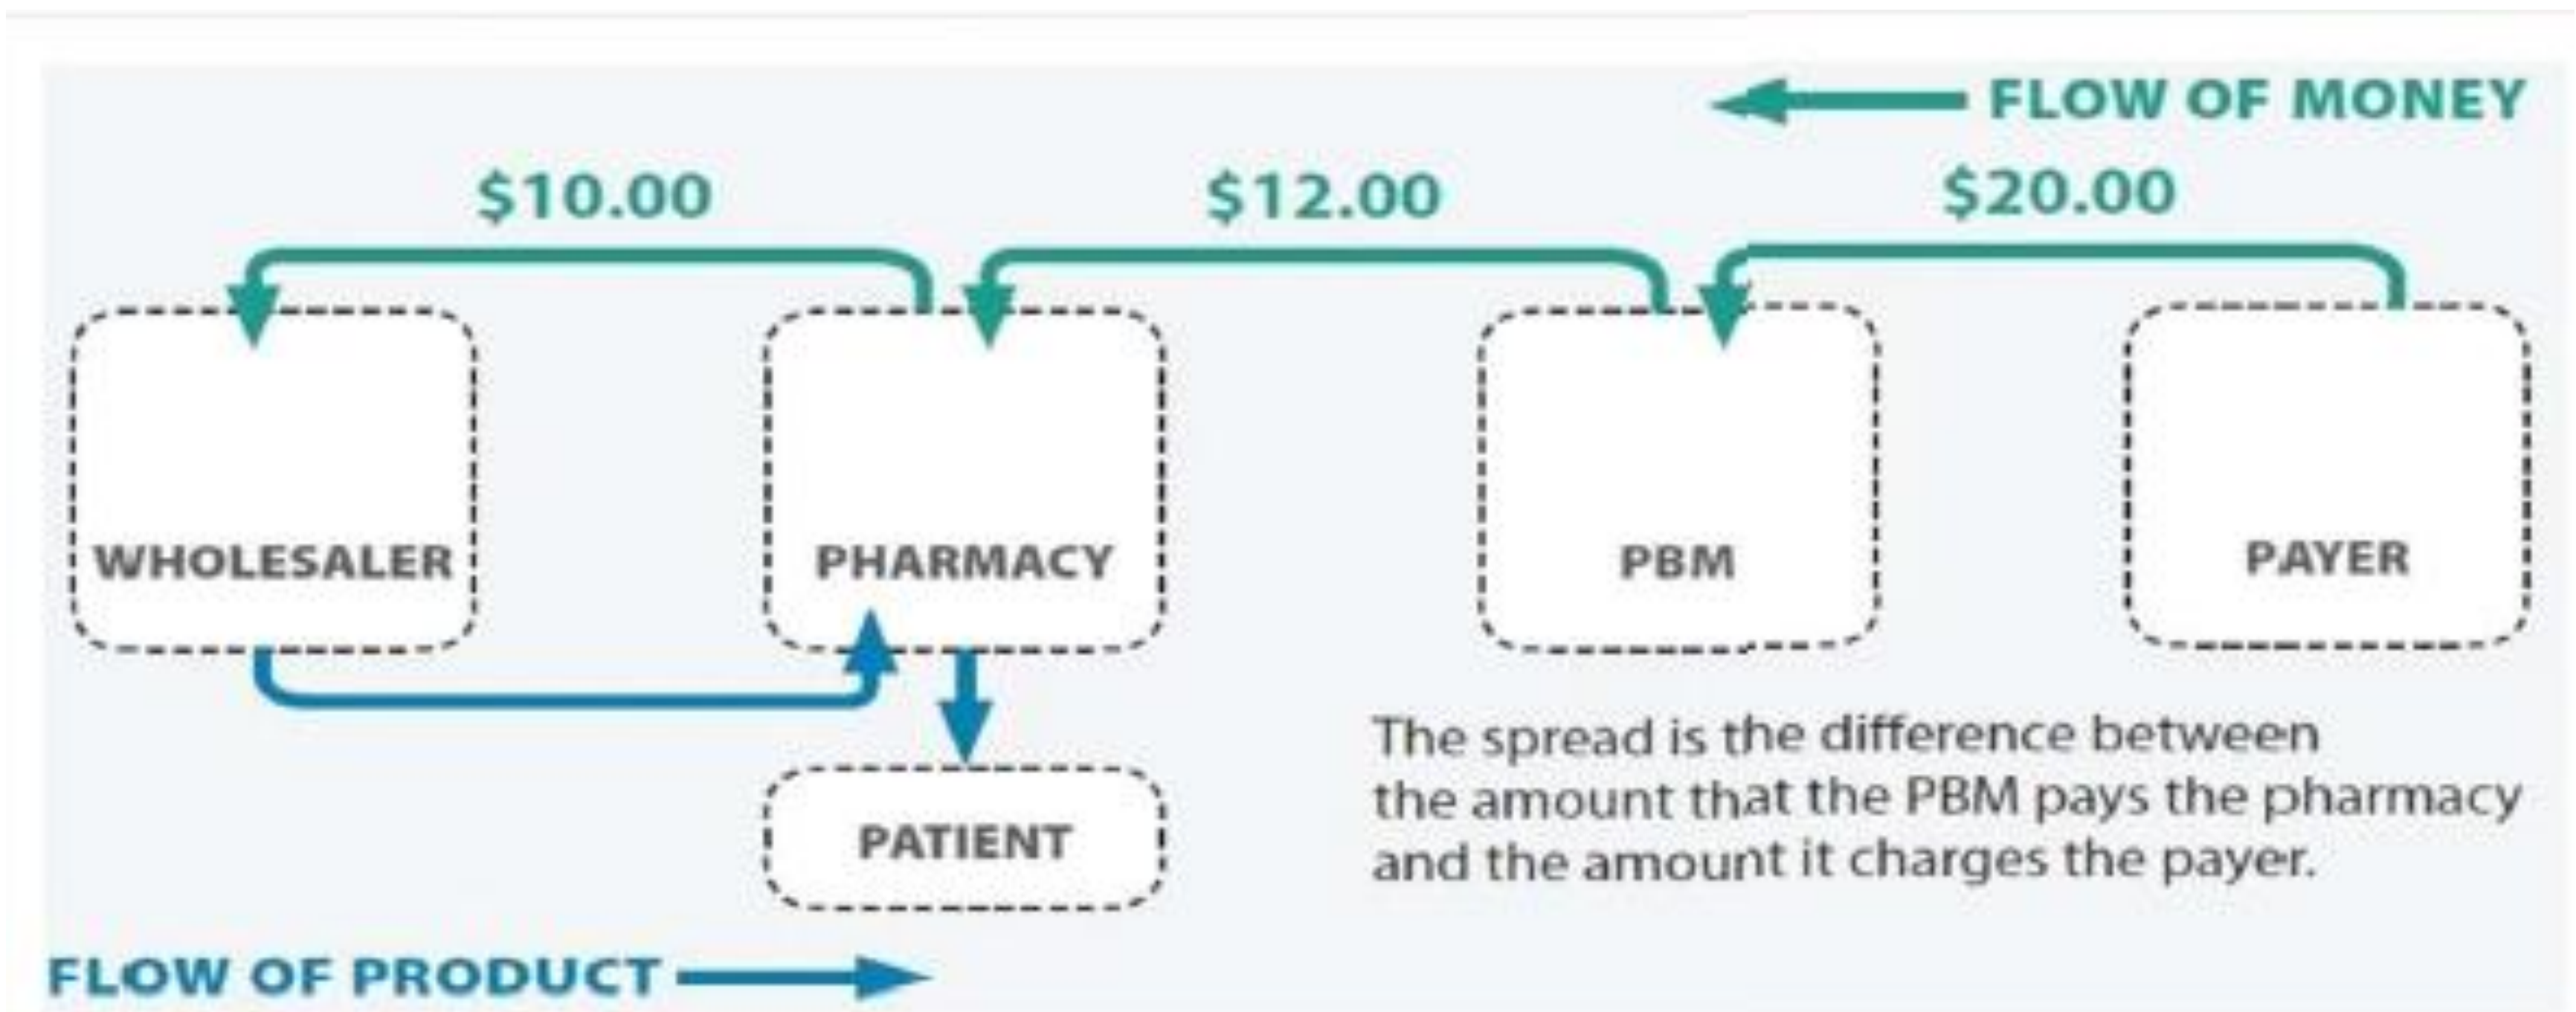 FLOW OF MONEY
$10.00
$12.00
$20.00
WHOLESALER
PHARMACY
PBM
PAYER
The spread is the difference between
the amount that the PBM pays the pharmacy
and the amount it charges the payer.
PATIENT
FLOW OF PRODUCT